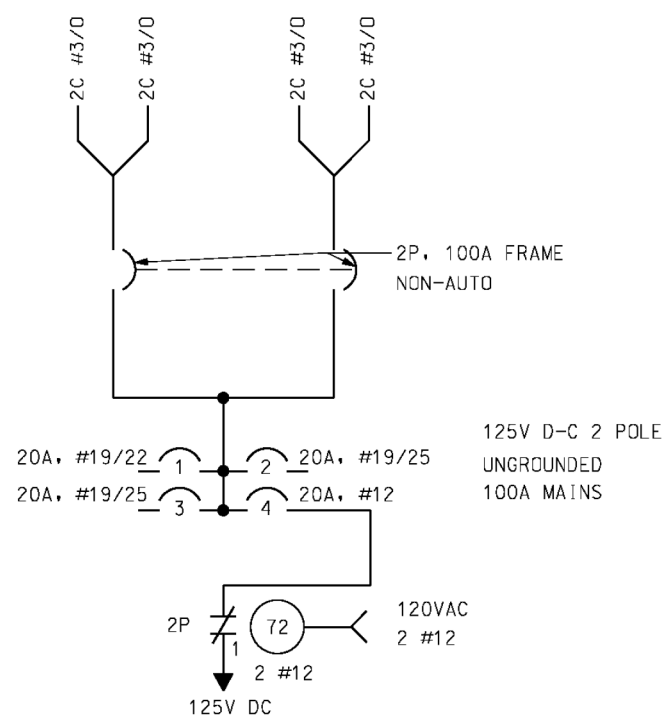 2C #3/0
2C #3/0
2C #3/0
2C #3/0
2P, 100A FRAME
NON-AUTO
125V D-C 2 POLE
UNGROUNDED
100A MAINS
20A, #19/22
1
2
20A, #19/25
20A, #19/25
3
4
20A, #12
2P
1
72
120VAC
2 #12
2 #12
125V DC